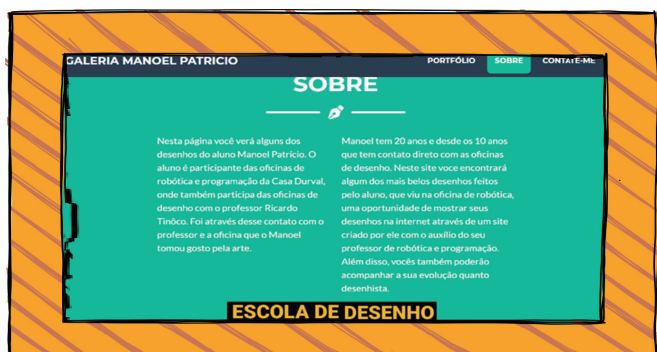 GALERIA MANOEL PATRICIO
PORTFÓLIO SOBRE CONTATE-ME
SOBRE
Nesta página você verá alguns dos
desenhos do aluno Manoel Patrício. O
aluno é participante das oficinas de
robótica e programação da Casa Durval,
onde também participa das oficinas de
desenho com o professor Ricardo
Tinôco. Foi através desse contato com o
professor e a oficina que o Manoel
tomou gosto pela arte.
Manoel tem 20 anos e desde os 10 anos
que tem contato direto com as oficinas
de desenho. Neste site voce encontrará
algum dos mais belos desenhos feitos
pelo aluno, que viu na oficina de robótica,
uma oportunidade de mostrar seus
desenhos na internet através de um site
criado por ele com o auxílio do seu
professor de robótica e programação.
Além disso, vocês também poderão
acompanhar a sua evolução quanto
desenhista.
ESCOLA DE DESENHO